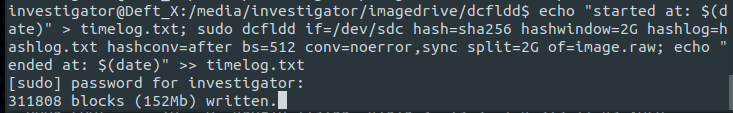 investigator@Deft_X:/media/investigator/imagedrive/dcfldd$ echo "started at: $(d
ate)" > timelog.txt; sudo dcfldd if=/dev/sdc hash=sha256 hashwindow=2G hashlog=h
ashlog.txt hashconv=after bs=512 conv=noerror,sync split=2G of=image.raw; echo "
ended at: $(date)" >> timelog.txt
[sudo] password for investigator:
311808 blocks (152Mb) written.